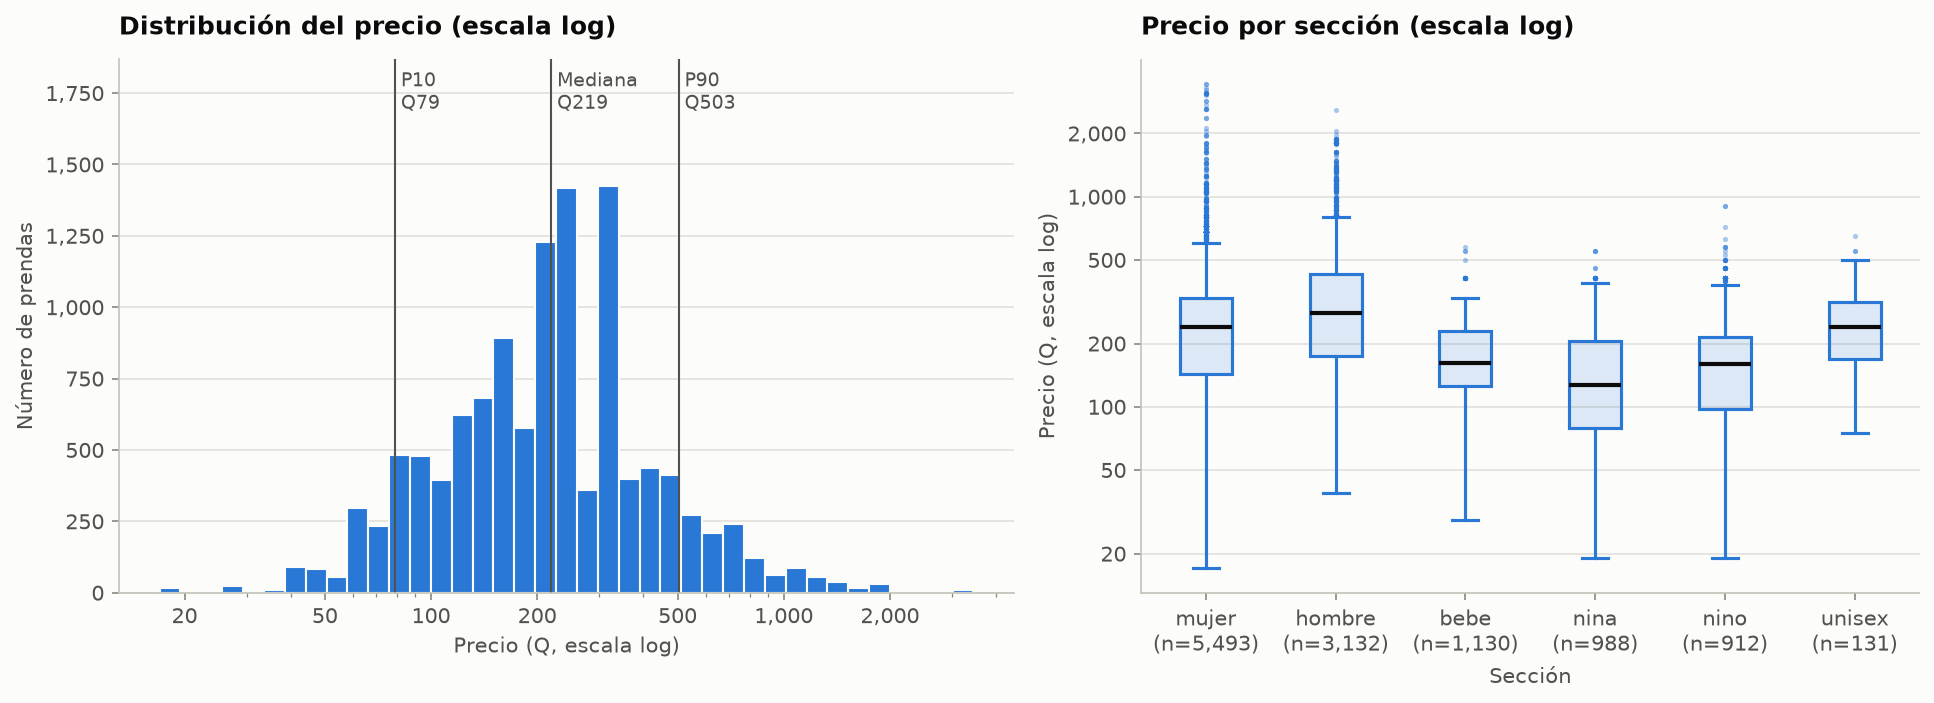 Distribución del precio (escala log)
P10
Q79
Mediana
Q219
P90
Q503
1,750
1,500
1,250
1,000
750
500
250
0
Número de prendas
20
50
100
200
500
1,000
2,000
Precio (Q, escala log)
Precio por sección (escala log)
2,000
1,000
500
200
100
50
20
Precio (Q, escala log)
mujer
(n=5,493)
hombre
(n=3,132)
bebe
(n=1,130)
nina
(n=988)
nino
(n=912)
unisex
(n=131)
Sección